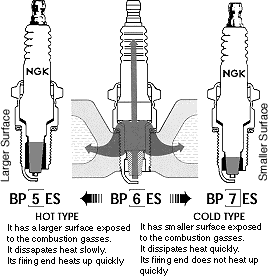 NGK
NGK
Larger Surface
Smaller Surface
BP 5 ES
BP 6 ES
BP 7 ES
HOT TYPE
It has a larger surface exposed
to the combustion gasses.
It dissapates heat slowly.
Its firing end heats up quickly
COLD TYPE
It has smaller surface exposed
to the combustion gasses.
It dissipates heat quickly.
Its firing end does not heat up
quickly